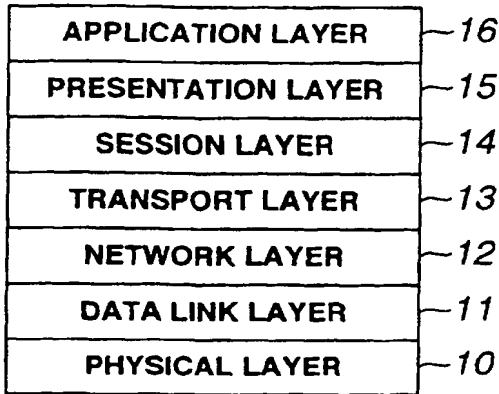 APPLICATION LAYER 16
PRESENTATION LAYER 15
SESSION LAYER 14
TRANSPORT LAYER 13
NETWORK LAYER 12
DATA LINK LAYER 11
PHYSICAL LAYER 10